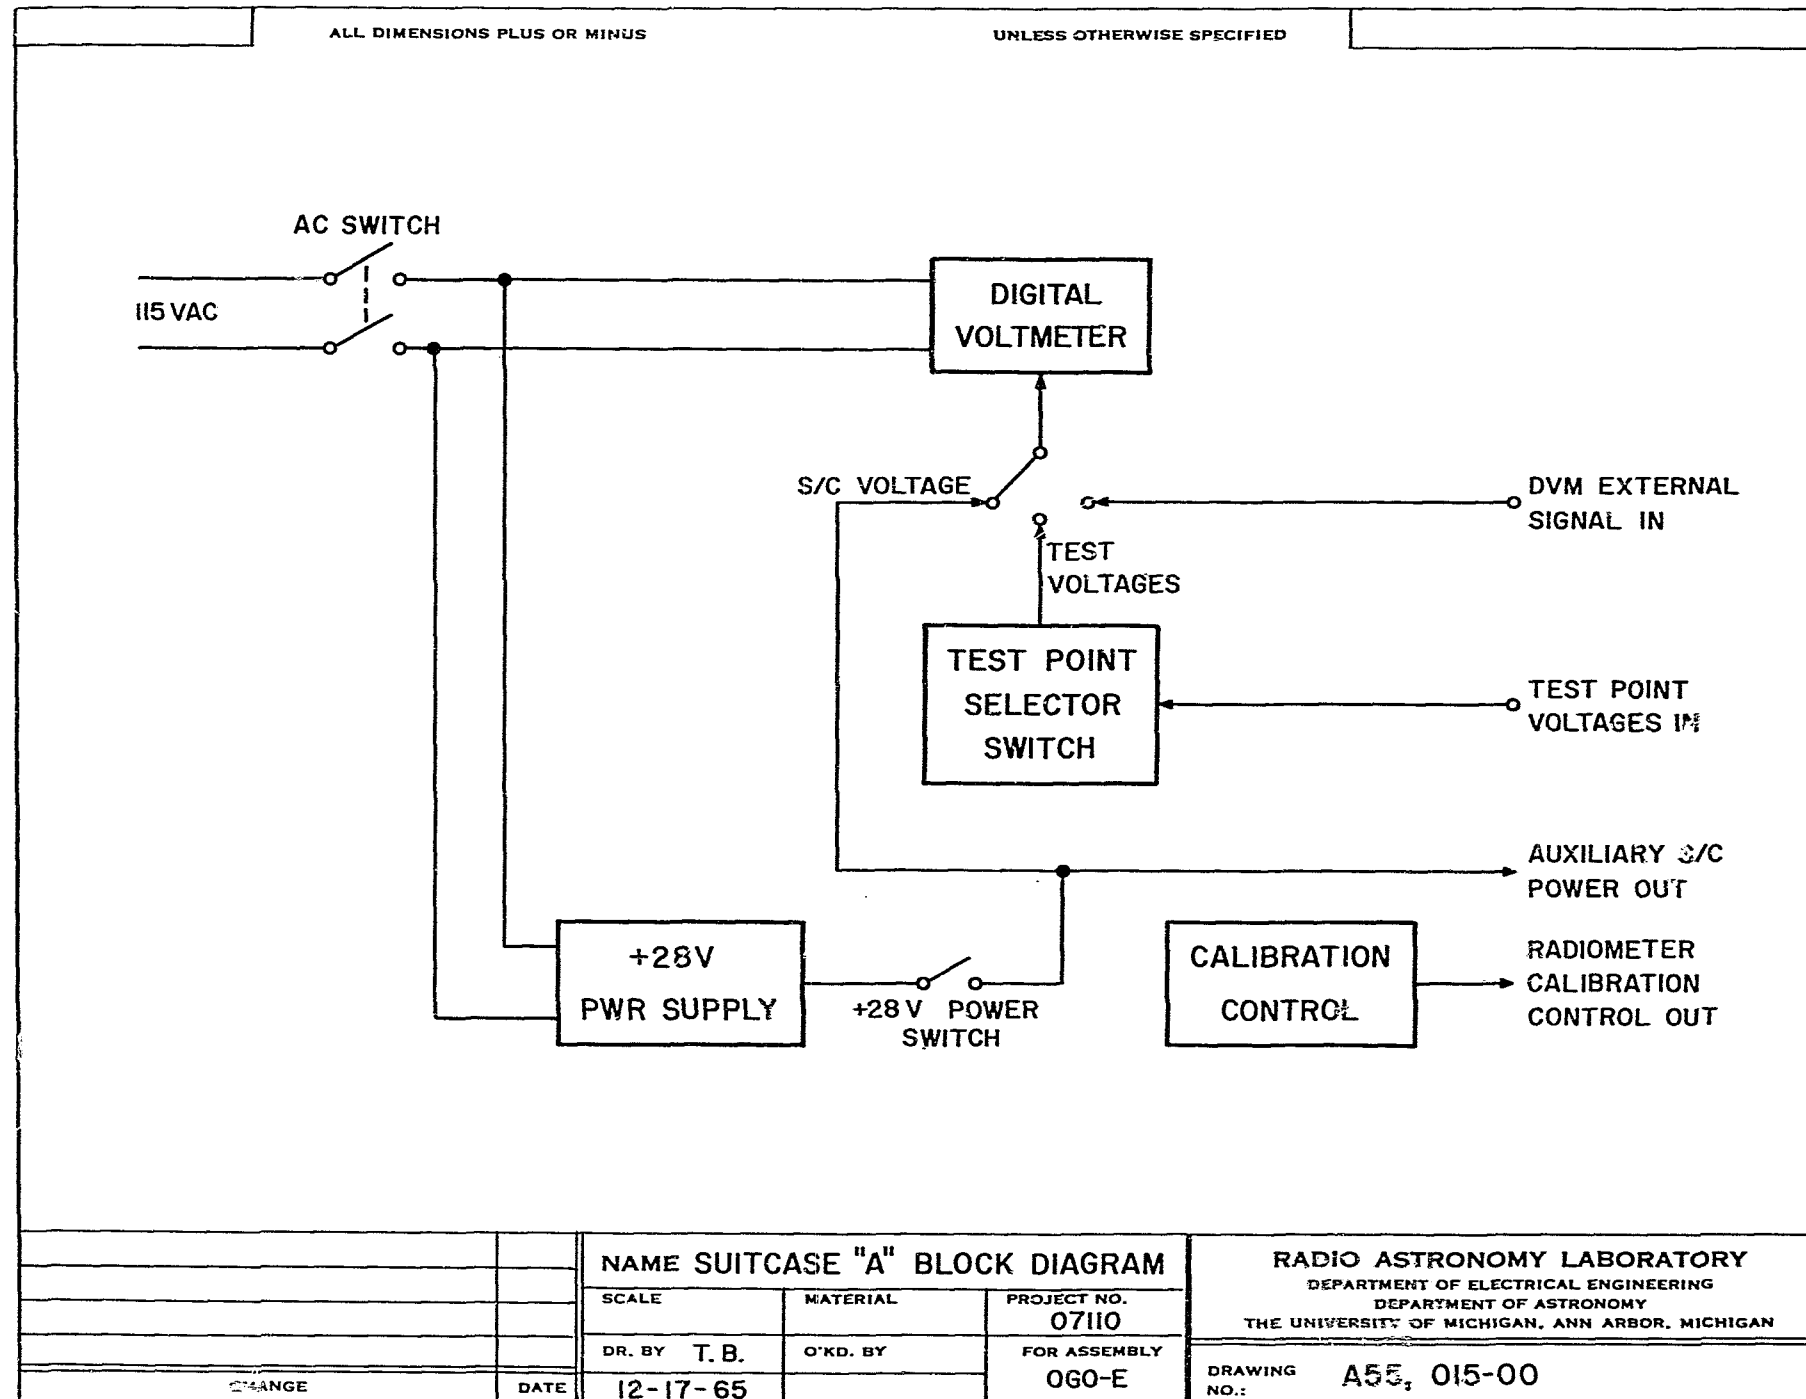 ALL DIMENSIONS PLUS OR MINUS
UNLESS OTHERWISE SPECIFIED
AC SWITCH
115 VAC
DIGITAL
VOLTMETER
S/C VOLTAGE
DVM EXTERNAL
SIGNAL IN
TEST
VOLTAGES
TEST POINT
SELECTOR
SWITCH
TEST POINT
VOLTAGES IN
AUXILIARY S/C
POWER OUT
+28V
PWR SUPPLY
+28 V POWER
SWITCH
CALIBRATION
CONTROL
RADIOMETER
CALIBRATION
CONTROL OUT
NAME SUITCASE "A" BLOCK DIAGRAM
SCALE
MATERIAL
PROJECT NO.
07110
DR. BY T. B.
O'KD. BY
FOR ASSEMBLY
OGO-E
CHANGE
DATE
12-17-65
RADIO ASTRONOMY LABORATORY
DEPARTMENT OF ELECTRICAL ENGINEERING
DEPARTMENT OF ASTRONOMY
THE UNIVERSITY OF MICHIGAN, ANN ARBOR, MICHIGAN
DRAWING
NO.:
A55, 015-00